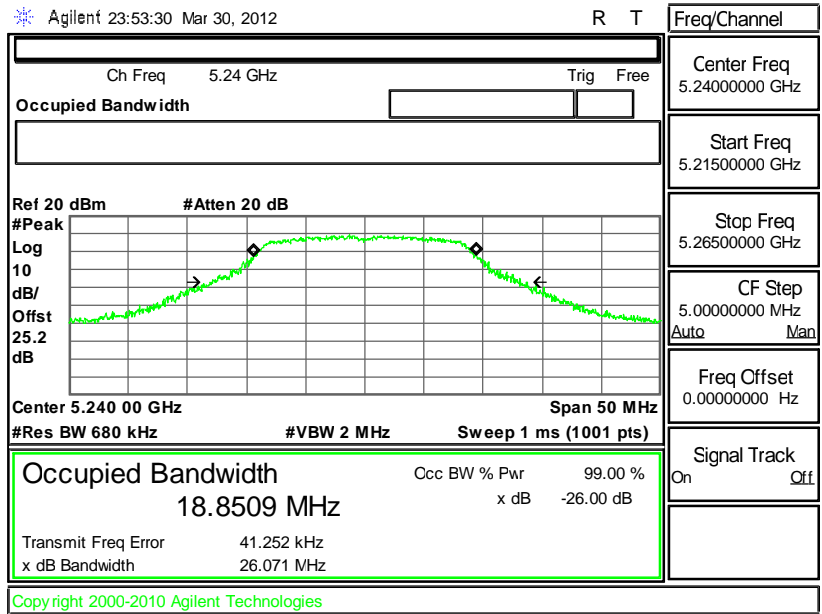 Agilent 23:53:30 Mar 30, 2012 R T
Freq/Channel
Ch Freq 5.24 GHz Trig Free
Occupied Bandwidth
Center Freq
5.24000000 GHz
Start Freq
5.21500000 GHz
Stop Freq
5.26500000 GHz
CF Step
5.00000000 MHz
Auto Man
Freq Offset
0.00000000 Hz
Signal Track
On Off
Ref 20 dBm #Atten 20 dB
#Peak
Log
10
dB/
Offst
25.2
dB
Center 5.240 00 GHz Span 50 MHz
#Res BW 680 kHz #VBW 2 MHz Sweep 1 ms (1001 pts)
Occupied Bandwidth Occ BW % Pwr 99.00 %
18.8509 MHz x dB -26.00 dB
Transmit Freq Error 41.252 kHz
x dB Bandwidth 26.071 MHz
Copyright 2000-2010 Agilent Technologies